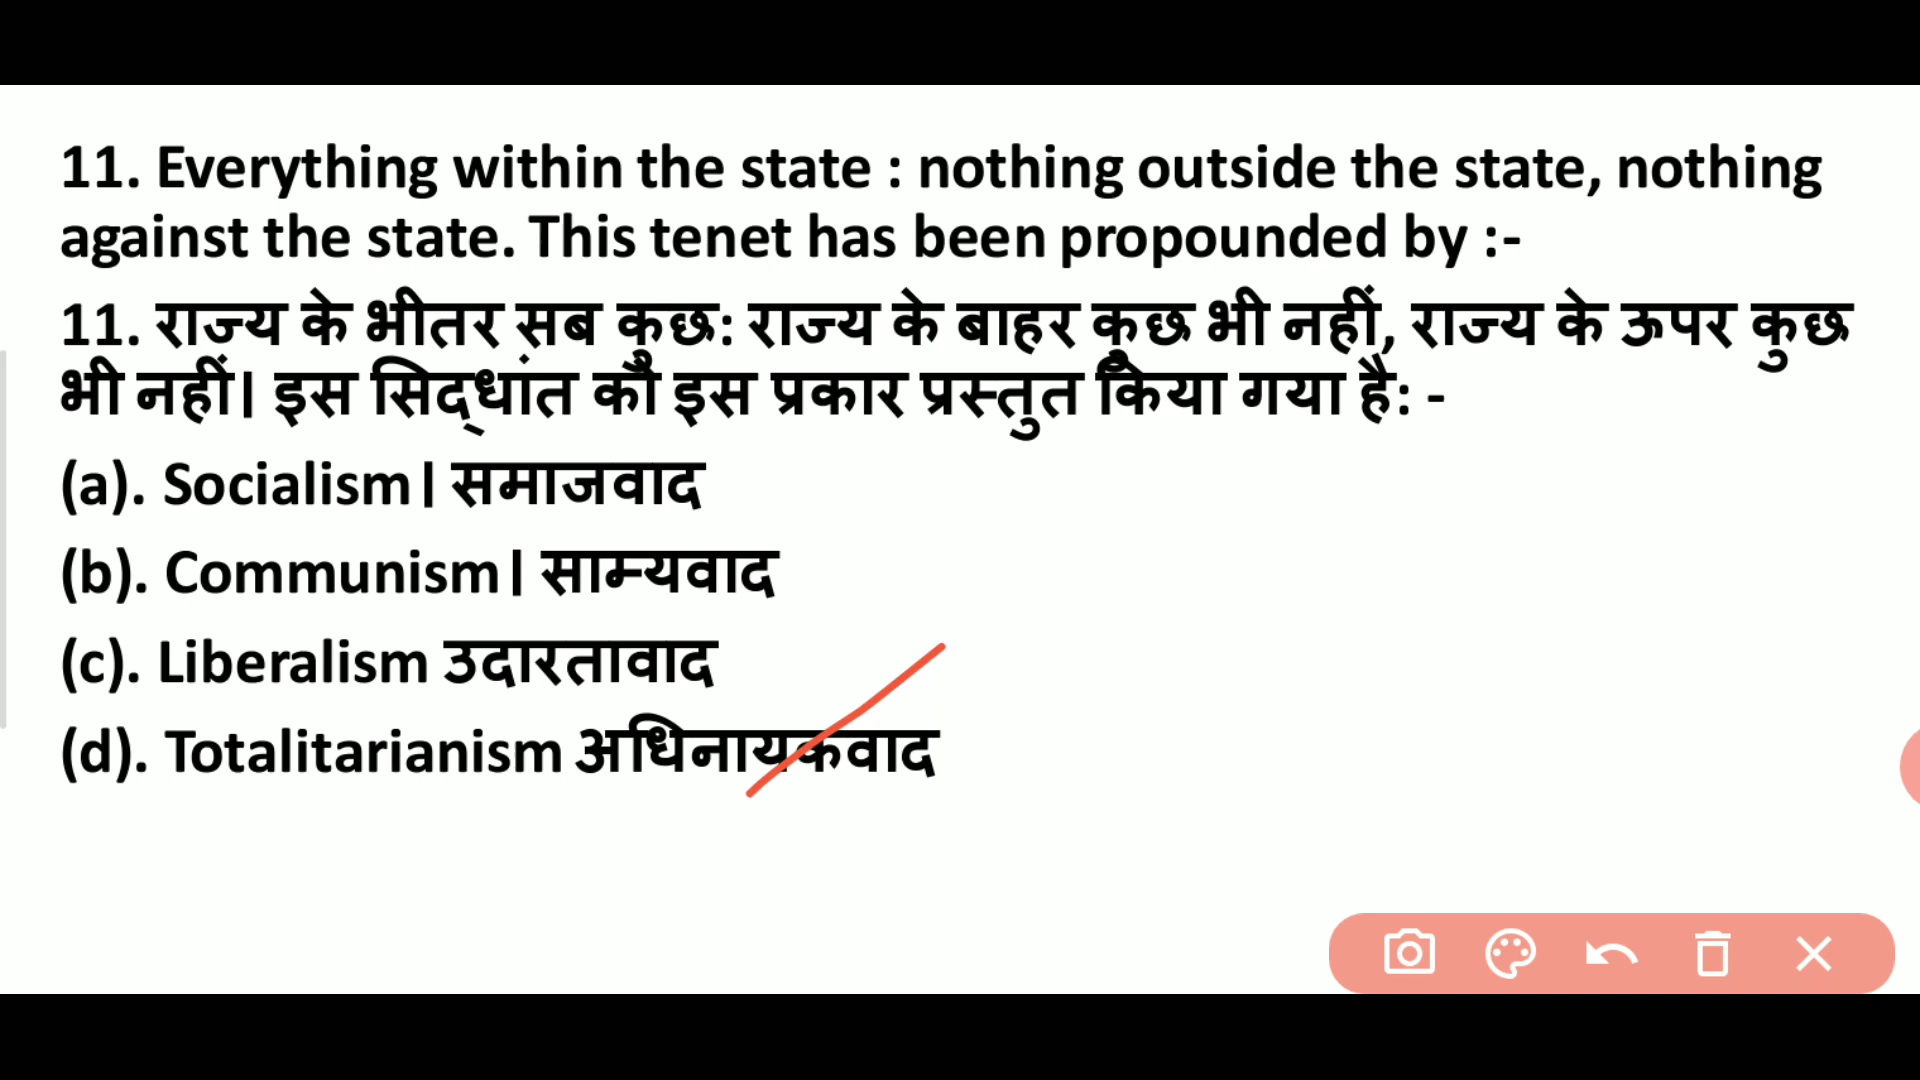 11. Everything within the state : nothing outside the state, nothing
against the state. This tenet has been propounded by :-
11. राज्य के भीतर सब कुछ: राज्य के बाहर कुछ भी नहीं, राज्य के ऊपर कुछ
भी नहीं। इस सिद्धांत को इस प्रकार प्रस्तुत किया गया है: -
(a). Socialism। समाजवाद
(b). Communism। साम्यवाद
(c). Liberalism उदारतावाद
(d). Totalitarianism अधिनायकवाद